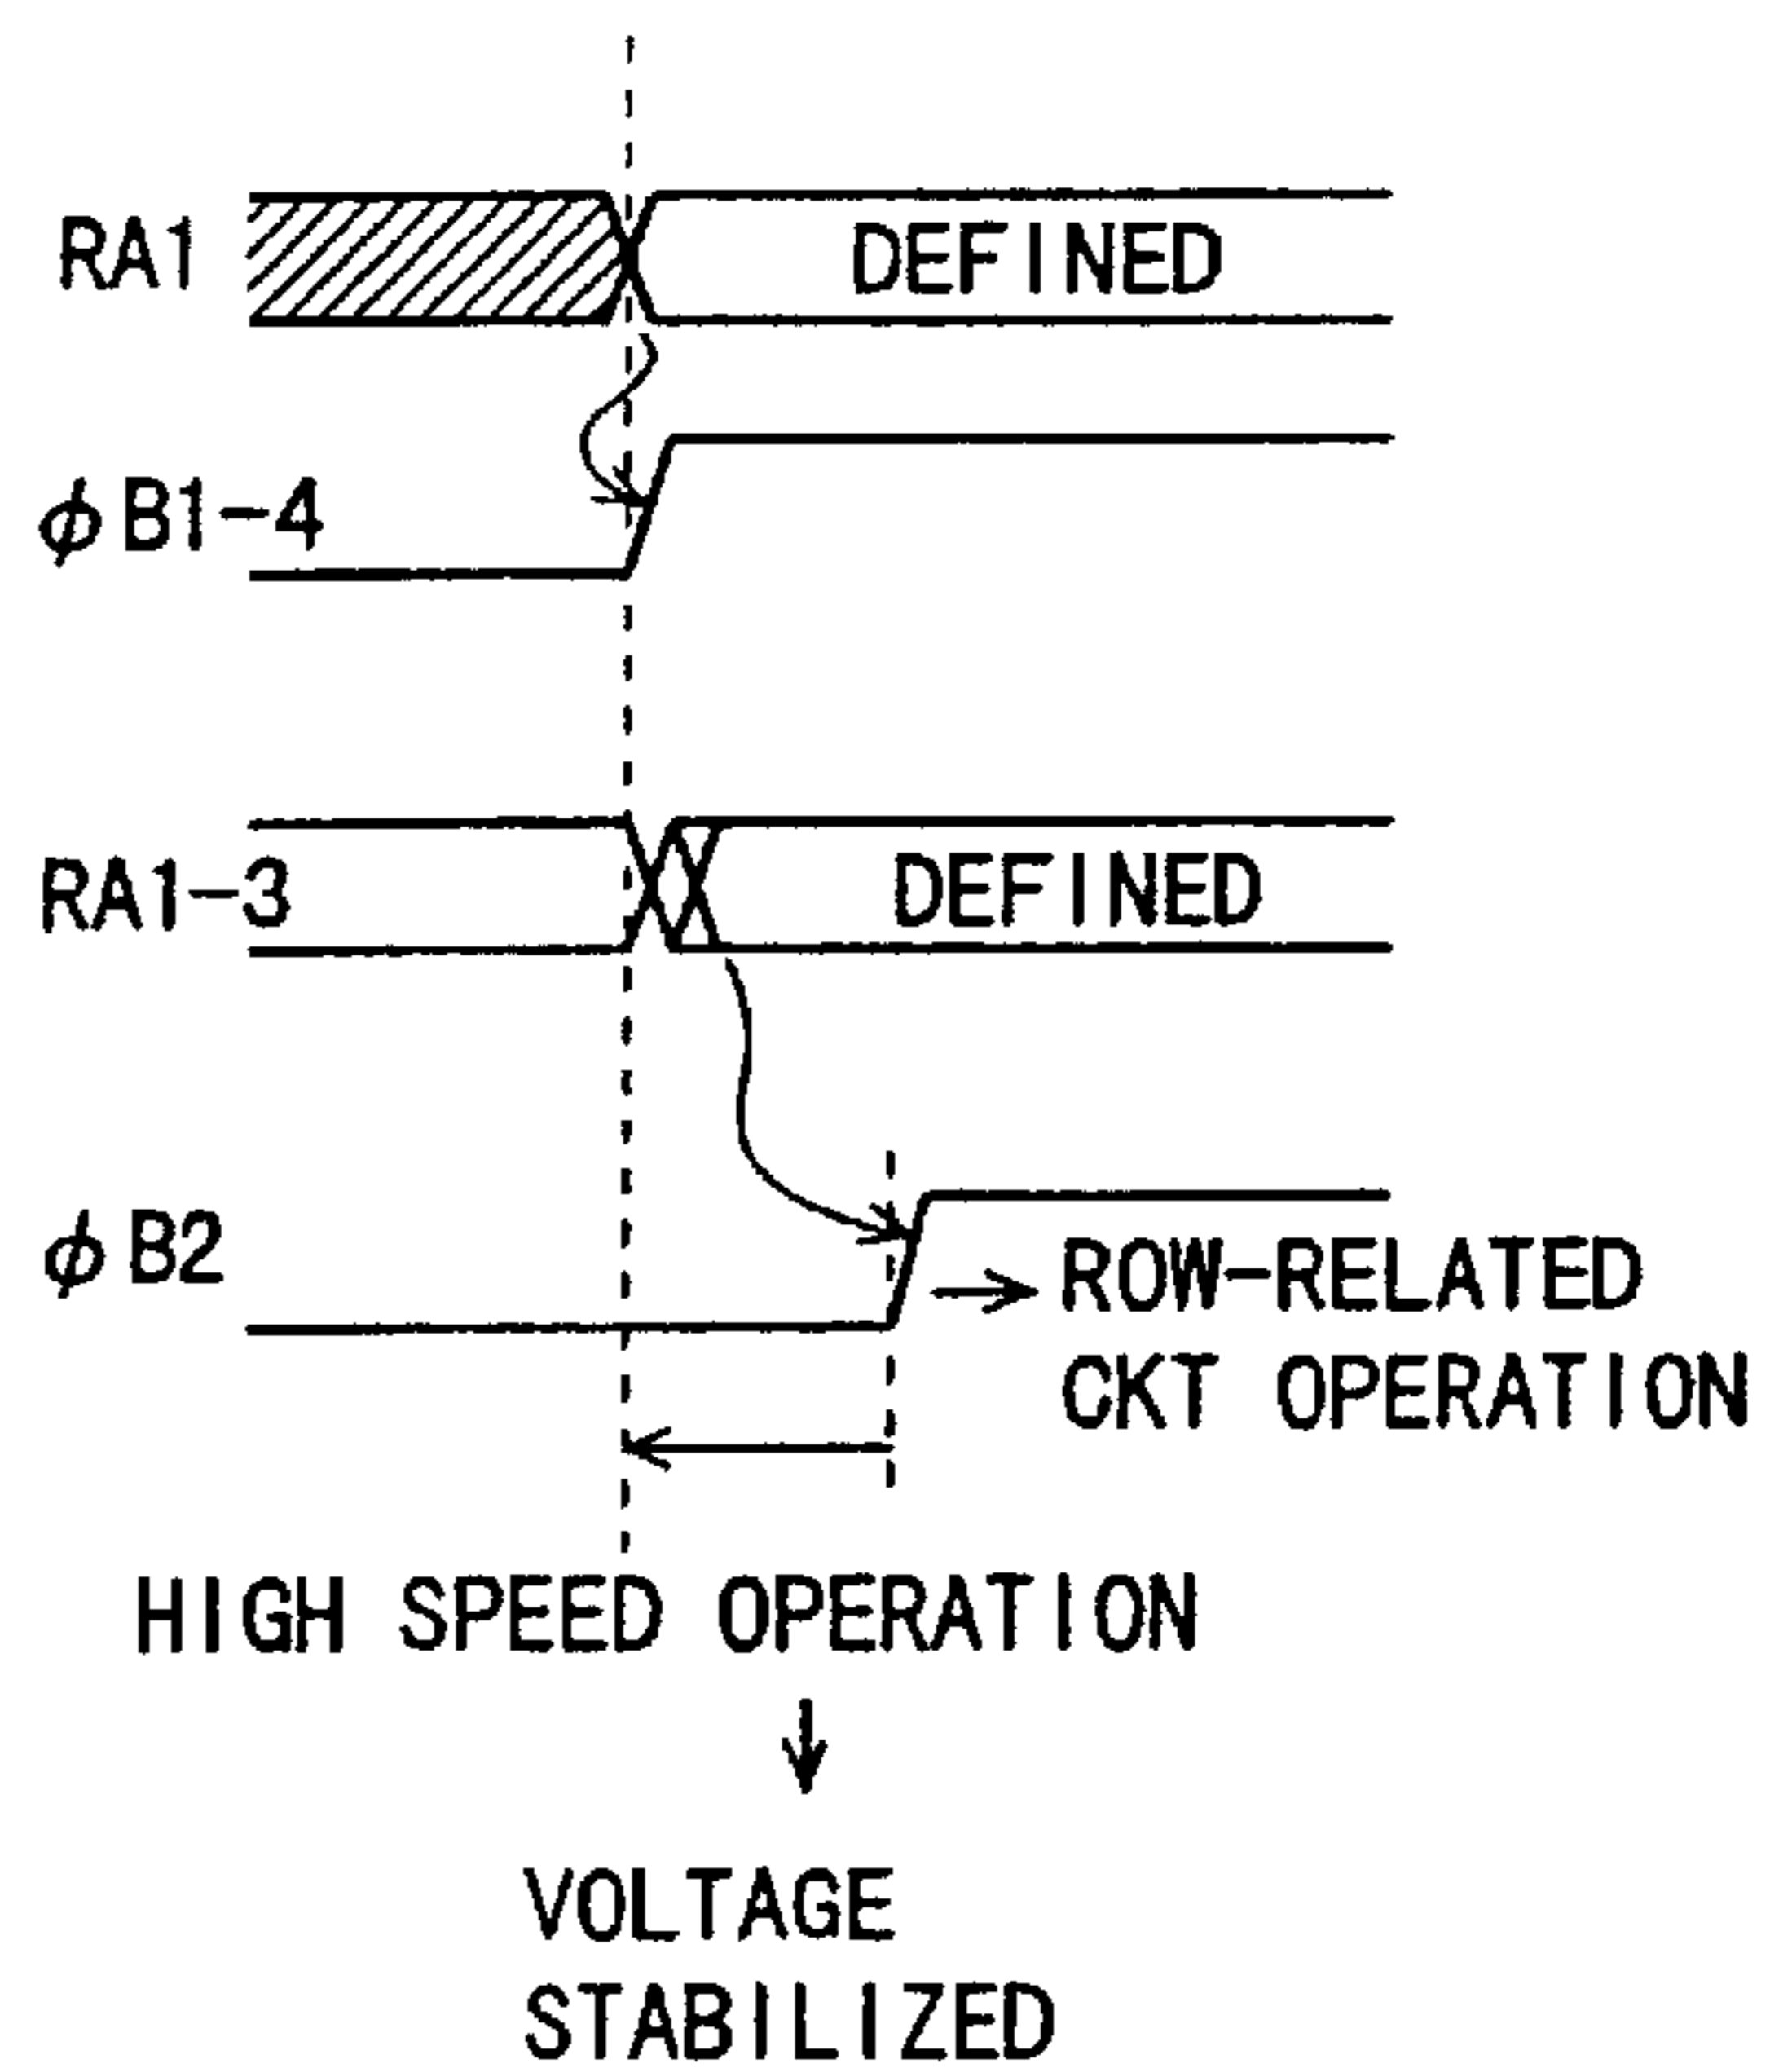 RA1
DEFINED
φB1-4
RA1-3
DEFINED
φB2
ROW-RELATED
CKT OPERATION
HIGH SPEED OPERATION
VOLTAGE
STABILIZED